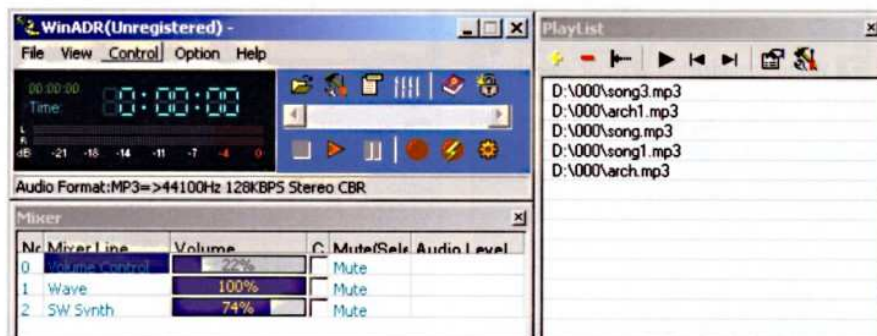 WinADR(Unregistered) -
File View Control Option Help
00:00:00
Time:
0:00:00
L
R
dB -21 -18 -14 -11 -7 -4 0
Audio Format:MP3=>44100Hz 128KBPS Stereo CBR
Mixer
Nr Mixer Line Volume C Mute(Sele Audio Level
0 Volume Control 22% Mute
1 Wave 100% Mute
2 SW Synth 74% Mute
PlayList
D:\000\song3.mp3
D:\000\arch1.mp3
D:\000\song.mp3
D:\000\song1.mp3
D:\000\arch.mp3